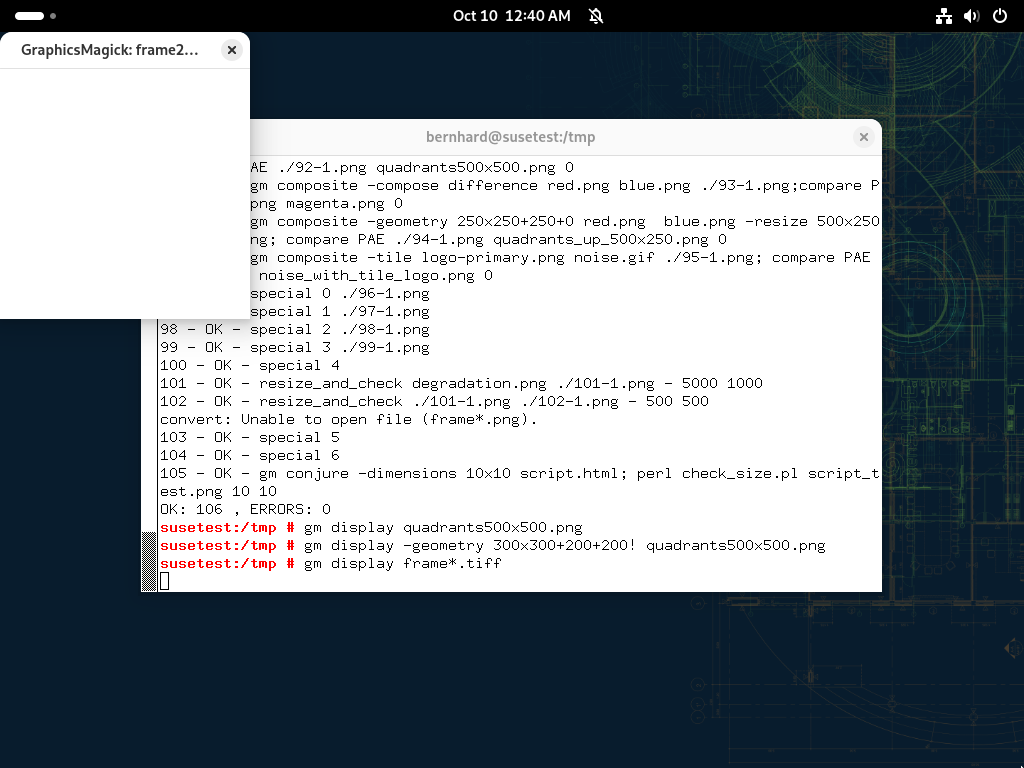 Oct 10 12:40 AM
GraphicsMagick: frame2...
bernhard@susetest:/tmp
AE ./92-1.png quadrants500x500.png 0
gm composite -compose difference red.png blue.png ./93-1.png;compare P
png magenta.png 0
gm composite -geometry 250x250+250+0 red.png  blue.png -resize 500x250
ng; compare PAE ./94-1.png quadrants_up_500x250.png 0
gm composite -tile logo-primary.png noise.gif ./95-1.png; compare PAE
noise_with_tile_logo.png 0
special 0 ./96-1.png
special 1 ./97-1.png
98 - OK - special 2 ./98-1.png
99 - OK - special 3 ./99-1.png
100 - OK - special 4
101 - OK - resize_and_check degradation.png ./101-1.png - 5000 1000
102 - OK - resize_and_check ./101-1.png ./102-1.png - 500 500
convert: Unable to open file (frame*.png).
103 - OK - special 5
104 - OK - special 6
105 - OK - gm conjure -dimensions 10x10 script.html; perl check_size.pl script_t
est.png 10 10
OK: 106 , ERRORS: 0
susetest:/tmp # gm display quadrants500x500.png
susetest:/tmp # gm display -geometry 300x300+200+200! quadrants500x500.png
susetest:/tmp # gm display frame*.tiff